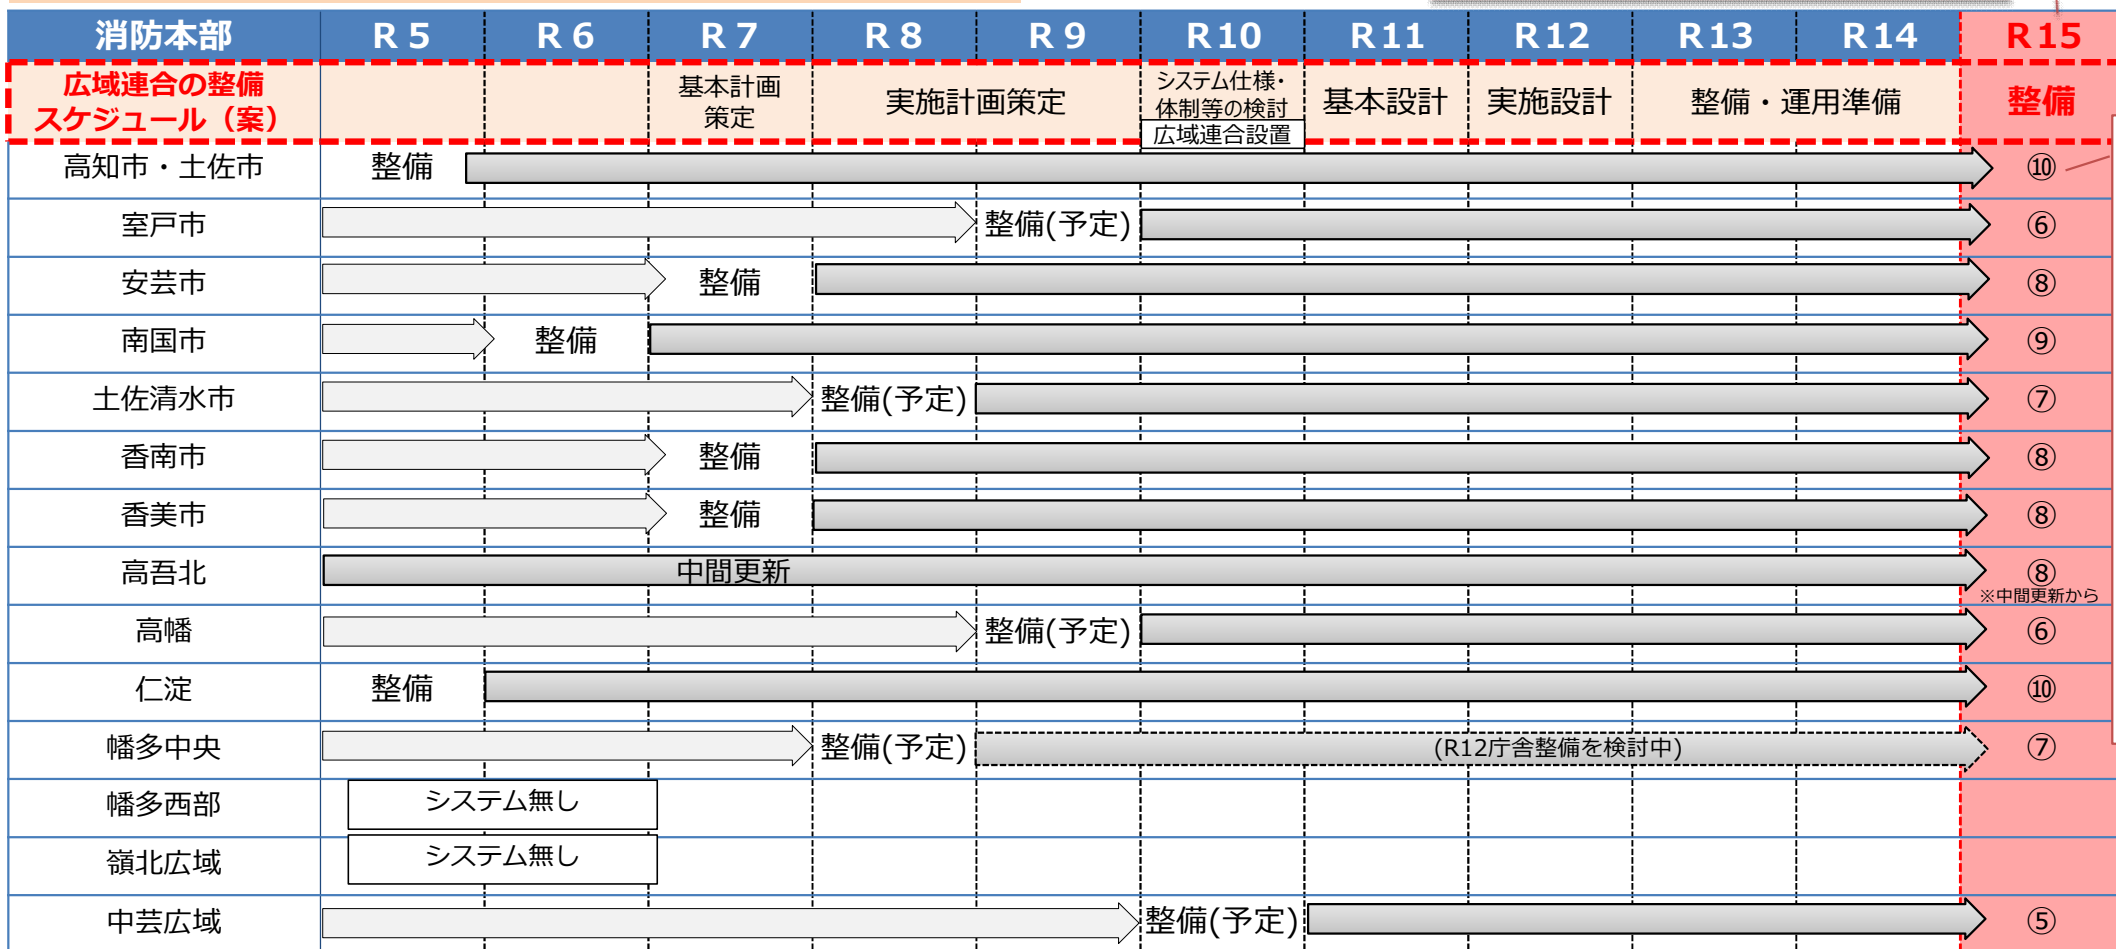 消防本部 R5 R6 R7 R8 R9 R10 R11 R12 R13 R14 R15
広域連合の整備
スケジュール（案）
基本計画
策定
実施計画策定
システム仕様・
体制等の検討
広域連合設置
基本設計
実施設計
整備・運用準備
整備
高知市・土佐市 整備 ⑩
室戸市 整備(予定) ⑥
安芸市 整備 ⑧
南国市 整備 ⑨
土佐清水市 整備(予定) ⑦
香南市 整備 ⑧
香美市 整備 ⑧
高吾北 中間更新 ⑧
※中間更新から
高幡 整備(予定) ⑥
仁淀 整備 ⑩
幡多中央 整備(予定) (R12庁舎整備を検討中) ⑦
幡多西部 システム無し
嶺北広域 システム無し
中芸広域 整備(予定) ⑤